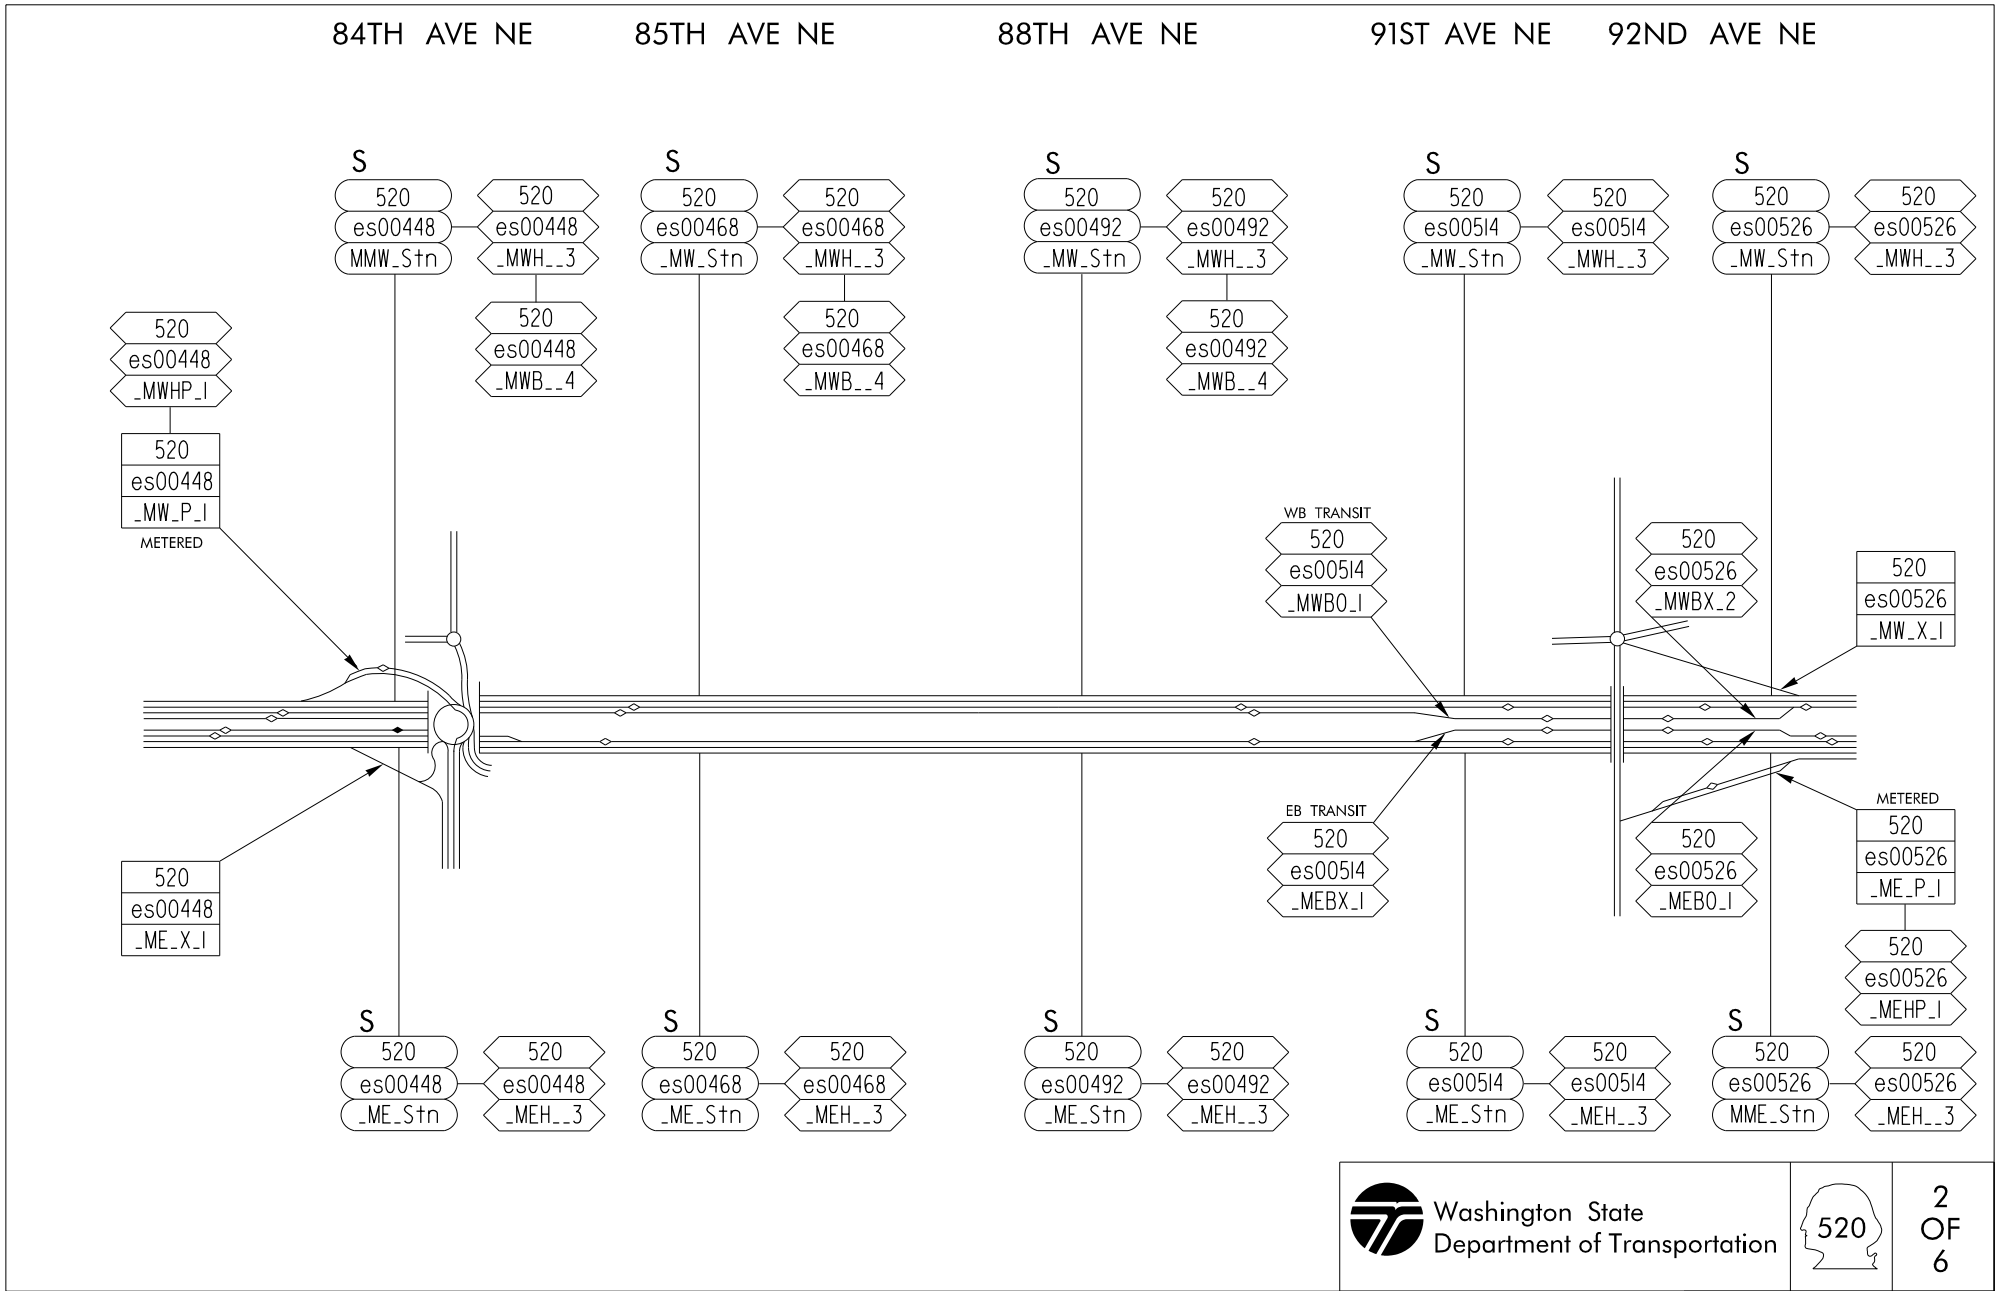 84TH AVE NE 85TH AVE NE 88TH AVE NE 91ST AVE NE 92ND AVE NE
S S S S S
520 520 520 520 520 520 520 520 520 520
es00448 es00448 es00468 es00468 es00492 es00492 es00514 es00514 es00526 es00526
MMW_Stn _MWH__3 _MW_Stn _MWH__3 _MW_Stn _MWH__3 _MW_Stn _MWH__3 _MW_Stn _MWH__3
520 520 520
es00448 es00468 es00492
_MWB__4 _MWB__4 _MWB__4
520
es00448
_MWHP_1
520
es00448
_MW_P_1
METERED
WB TRANSIT
520
es00514
_MWBO_1
520
es00526
_MWBX_2
520
es00526
_MW_X_1
EB TRANSIT
520
es00514
_MEBX_1
520
es00526
_MEBO_1
METERED
520
es00526
_ME_P_1
520
es00526
_MEHP_1
520
es00448
_ME_X_1
S S S S S
520 520 520 520 520 520 520 520 520 520
es00448 es00448 es00468 es00468 es00492 es00492 es00514 es00514 es00526 es00526
_ME_Stn _MEH__3 _ME_Stn _MEH__3 _ME_Stn _MEH__3 _ME_Stn _MEH__3 MME_Stn _MEH__3
Washington State
Department of Transportation
520
2
OF
6